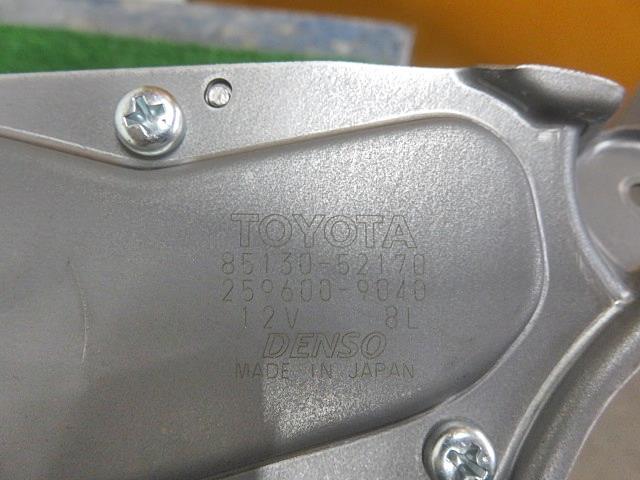 TOYOTA
85130-52170
259600-9040
12V 8L
DENSO
MADE IN JAPAN